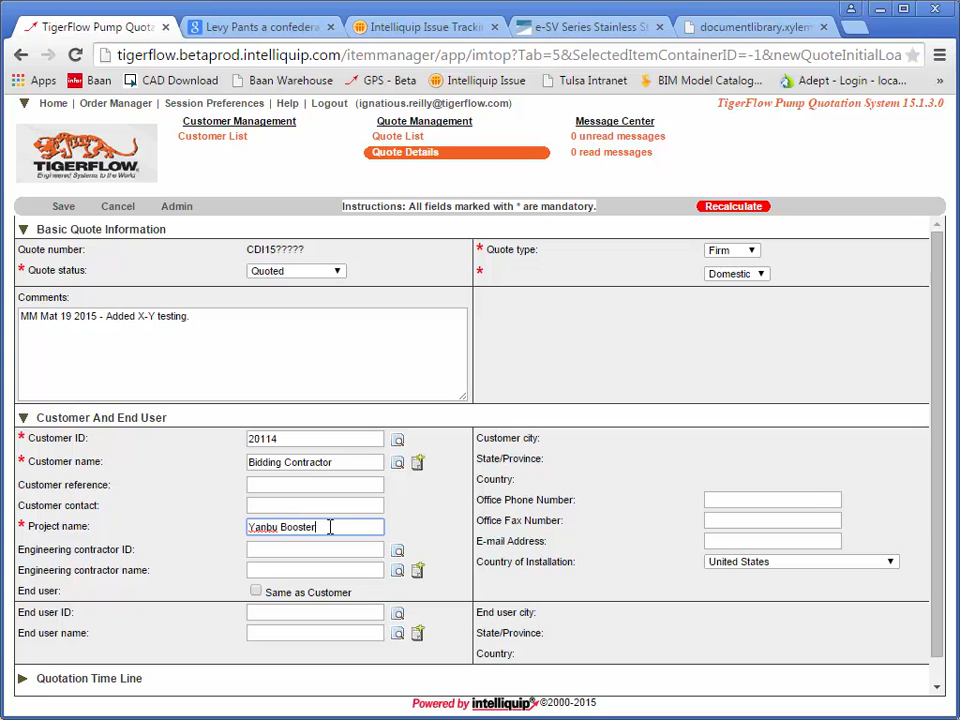 TigerFlow Pump Quota
Levy Pants a confedera
Intelliquip Issue Trackin
e-SV Series Stainless S
documentlibrary.xylem
tigerflow.betaprod.intelliquip.com/itemmanager/app/imtop?Tab=5&SelectedItemContainerID=-1&newQuoteInitialLoa
Apps Baan CAD Download Baan Warehouse GPS - Beta Intelliquip Issue Tulsa Intranet BIM Model Catalog... Adept - Login - loca... »
Home | Order Manager | Session Preferences | Help | Logout (ignatious.reilly@tigerflow.com)
TigerFlow Pump Quotation System 15.1.3.0
TIGERFLOW
Engineered Systems to the World
Customer Management Quote Management Message Center
Customer List Quote List 0 unread messages
Quote Details 0 read messages
Save Cancel Admin Instructions: All fields marked with * are mandatory. Recalculate
Basic Quote Information
Quote number: CDI15?????
* Quote type: Firm
* Quote status: Quoted
* Domestic
Comments:
MM Mat 19 2015 - Added X-Y testing.
Customer And End User
* Customer ID: 20114
Customer city:
* Customer name: Bidding Contractor
State/Province:
Customer reference:
Country:
Customer contact:
Office Phone Number:
* Project name: Yanbu Booster
Office Fax Number:
E-mail Address:
Engineering contractor ID:
Country of Installation: United States
Engineering contractor name:
End user: Same as Customer
End user ID:
End user city:
End user name:
State/Province:
Country:
Quotation Time Line
Powered by intelliquip ©2000-2015